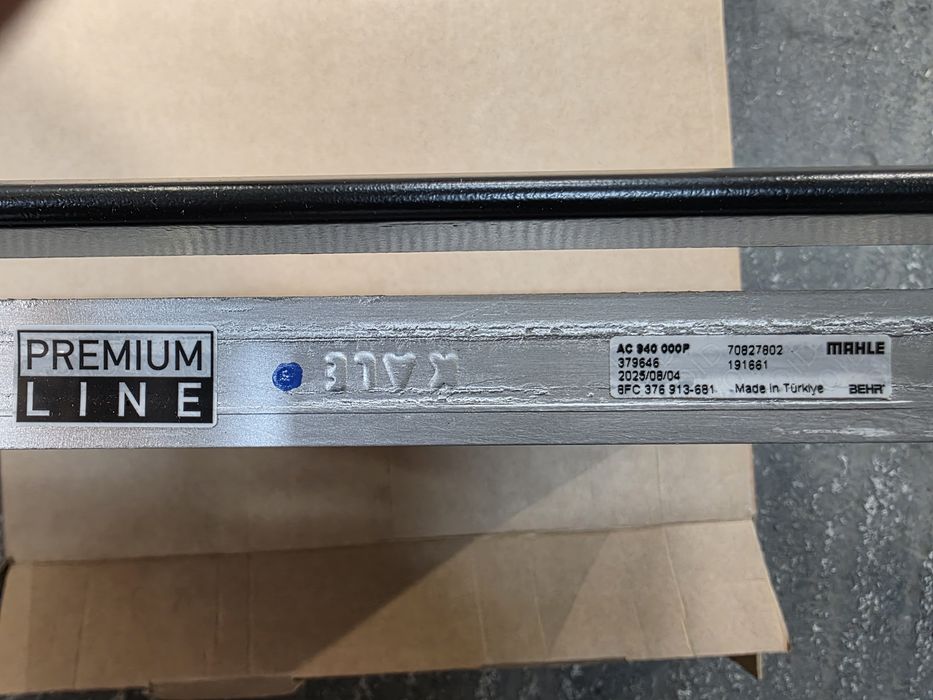 PREMIUM
LINE
KALE
AC 940 000P 70827802 MAHLE
379646 191661
2025/08/04
8FC 376 913-681 Made in Türkiye BEHR